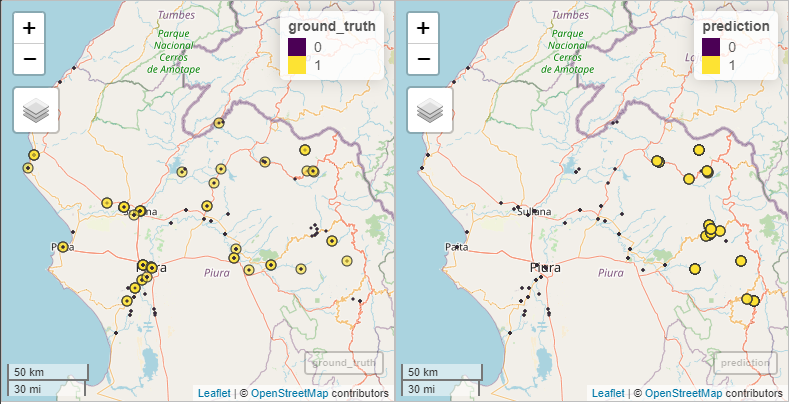 +
−
Tumbes
Parque
Nacional
Cerros
de Amotape
ground_truth
0
1
Piura
Piura
50 km
30 mi
ground_truth
Leaflet | © OpenStreetMap contributors
+
−
Tumbes
Parque
Nacional
Cerros
de Amotape
prediction
0
1
Sullana
Paita
Piura
Piura
50 km
30 mi
prediction
Leaflet | © OpenStreetMap contributors